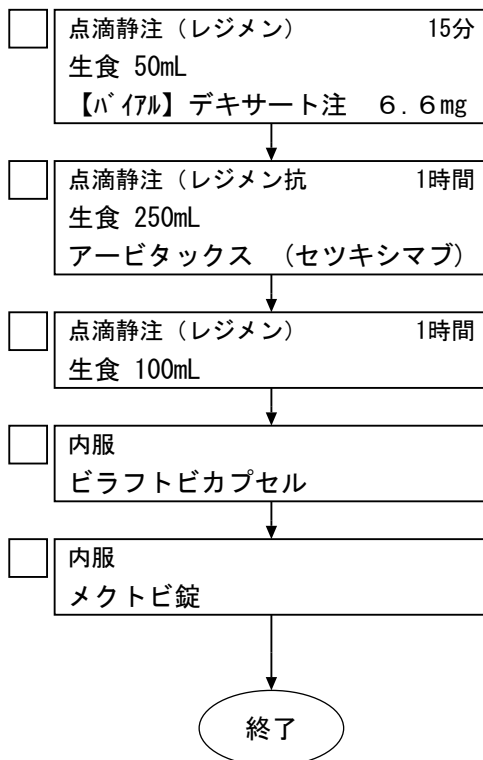 点滴静注（レジメン） 15分
生食 50mL
【ﾊﾞｲｱﾙ】デキサート注 ６．６mg
点滴静注（レジメン抗 1時間
生食 250mL
アービタックス （セツキシマブ）
点滴静注（レジメン） 1時間
生食 100mL
内服
ビラフトビカプセル
内服
メクトビ錠
終了